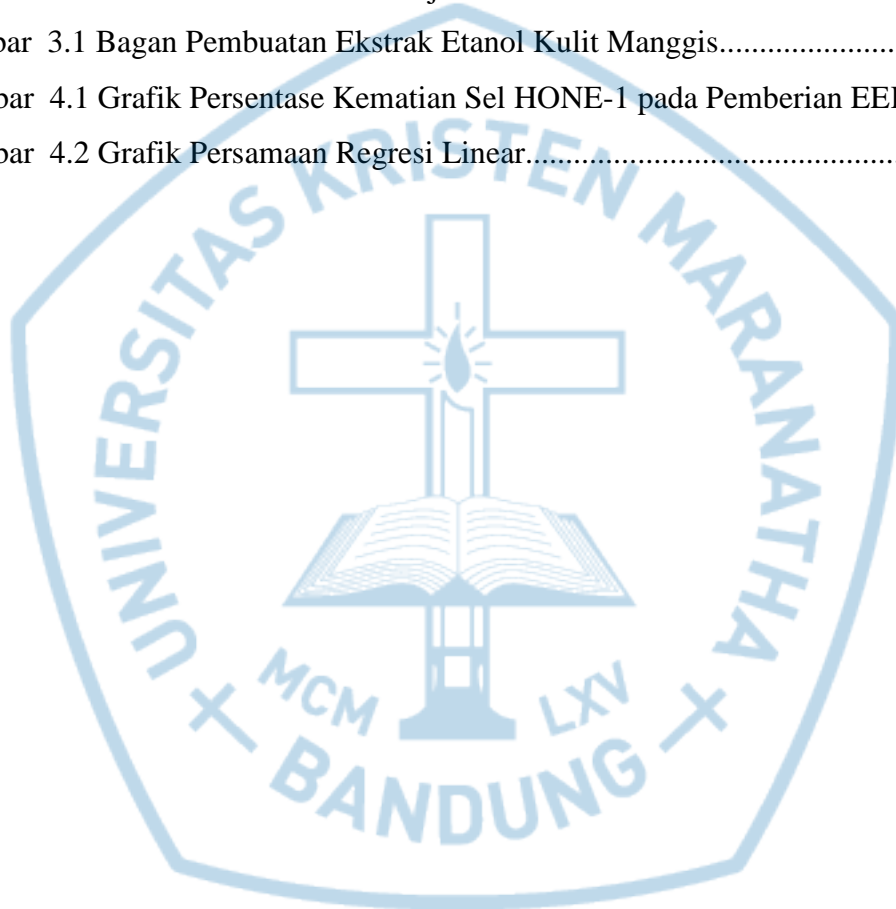 bar 3.1 Bagan Pembuatan Ekstrak Etanol Kulit Manggis......................
bar 4.1 Grafik Persentase Kematian Sel HONE-1 pada Pemberian
bar 4.2 Grafik Persamaan Regresi Linear..............................................
UNIVERSITAS KRISTEN MARANATHA
MCM LXV
BANDUNG